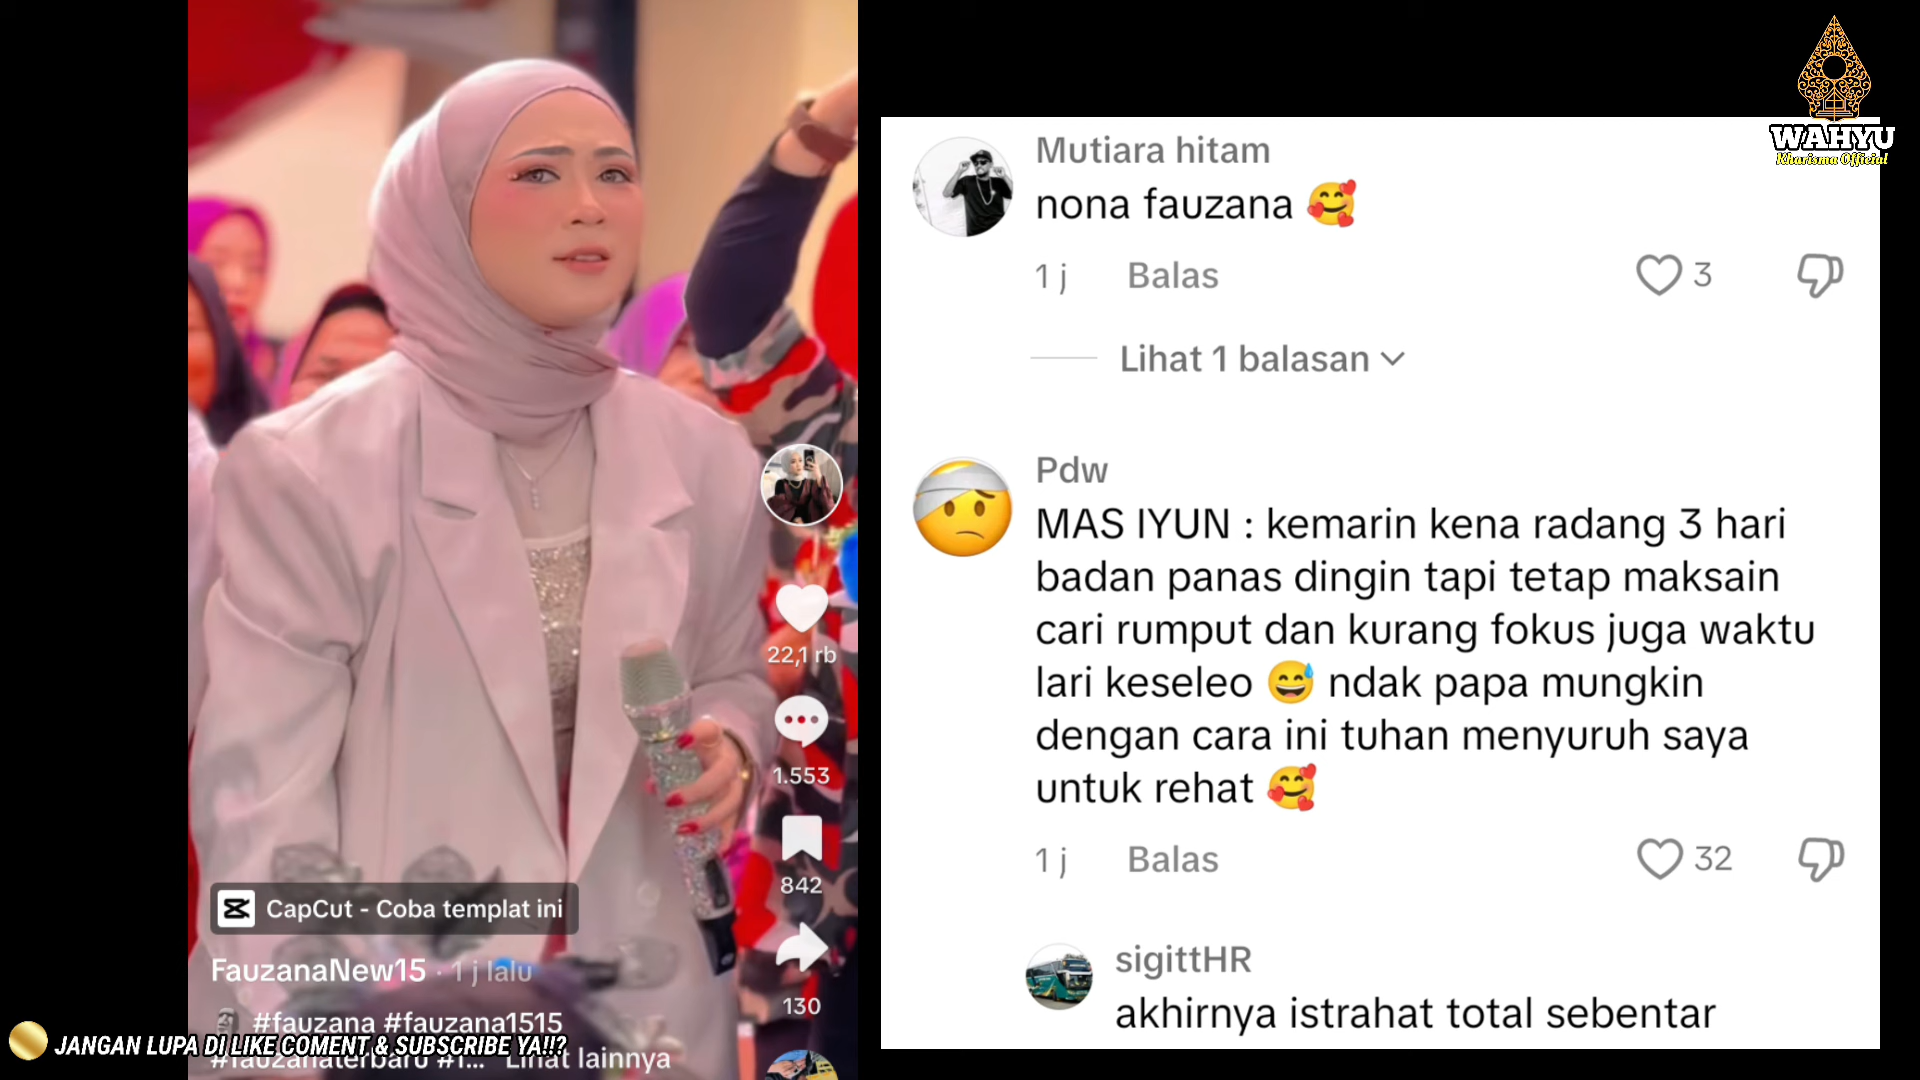 22,1 rb
1.553
842
130
CapCut - Coba templat ini
FauzanaNew15 · 1 j lalu
#fauzana #fauzana1515
#fauzanaterbaru #f... Lihat lainnya
JANGAN LUPA DI LIKE COMENT & SUBSCRIBE YA!!?
WAHYU
Kharisma Official
Mutiara hitam
nona fauzana 🥰
1 j Balas 3
Lihat 1 balasan
Pdw
MAS IYUN : kemarin kena radang 3 hari
badan panas dingin tapi tetap maksain
cari rumput dan kurang fokus juga waktu
lari keseleo 😅 ndak papa mungkin
dengan cara ini tuhan menyuruh saya
untuk rehat 🥰
1 j Balas 32
sigittHR
akhirnya istrahat total sebentar